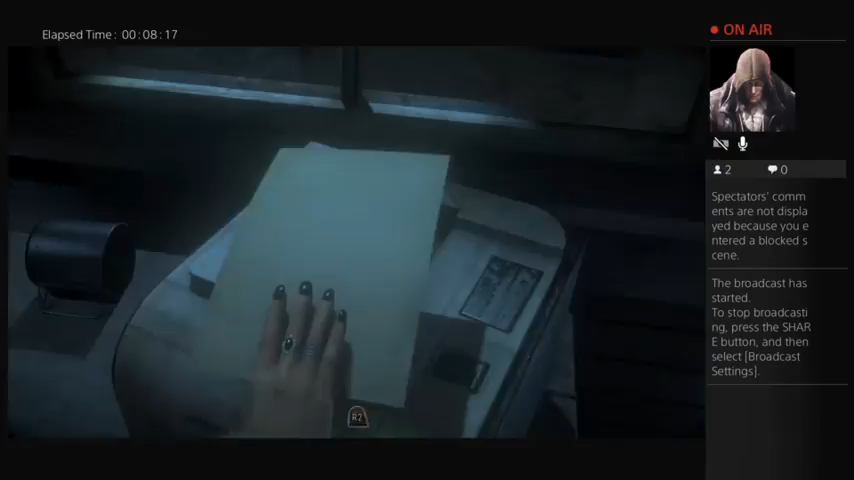 Elapsed Time: 00:08:17
ON AIR
2
0
Spectators' comm
ents are not displa
yed because you e
ntered a blocked s
cene.
The broadcast has
started.
To stop broadcasti
ng, press the SHAR
E button, and then
select [Broadcast
Settings].
R2